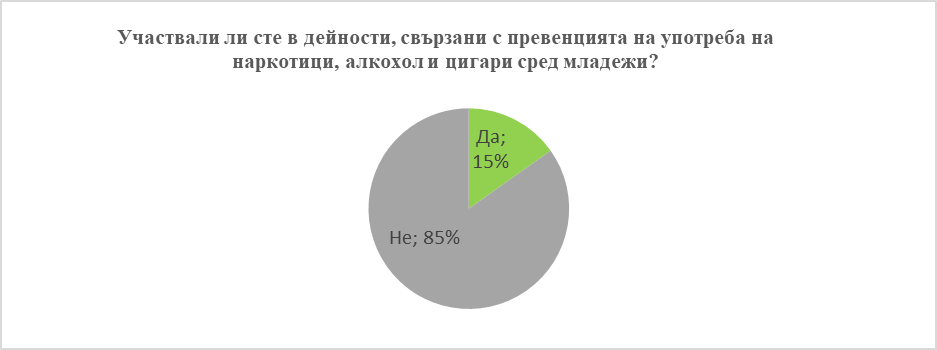 Участвали ли сте в дейности, свързани с превенцията на употреба на
наркотици, алкохол и цигари сред младежи?
Да;
15%
Не; 85%